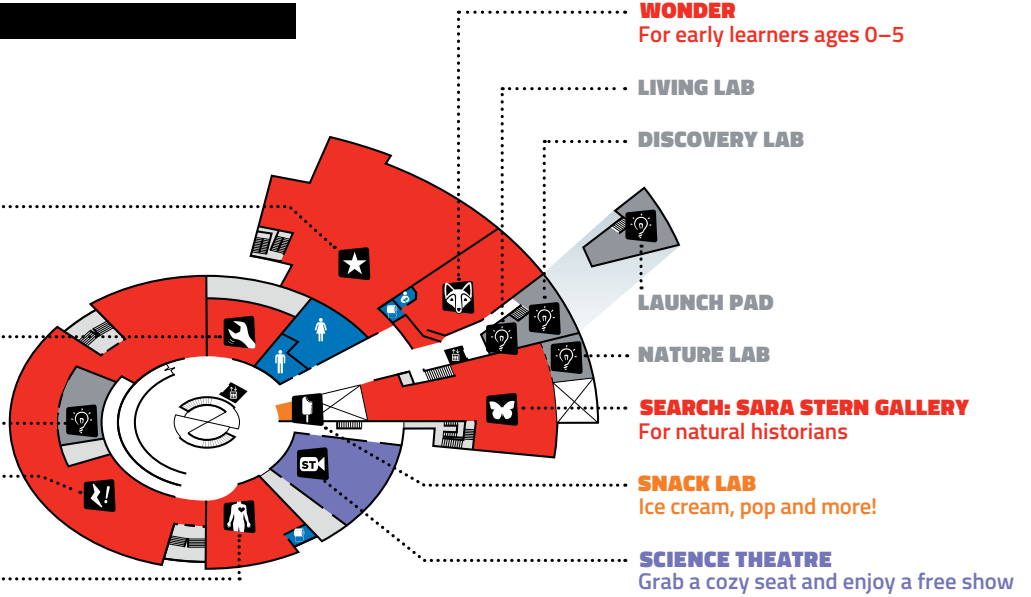 WONDER
For early learners ages 0–5
LIVING LAB
DISCOVERY LAB
LAUNCH PAD
NATURE LAB
SEARCH: SARA STERN GALLERY
For natural historians
ST
SNACK LAB
Ice cream, pop and more!
SCIENCE THEATRE
Grab a cozy seat and enjoy a free show